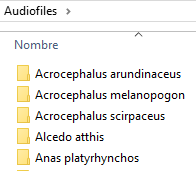 Audiofiles
Nombre
Acrocephalus arundinaceus
Acrocephalus melanopogon
Acrocephalus scirpaceus
Alcedo atthis
Anas platyrhynchos